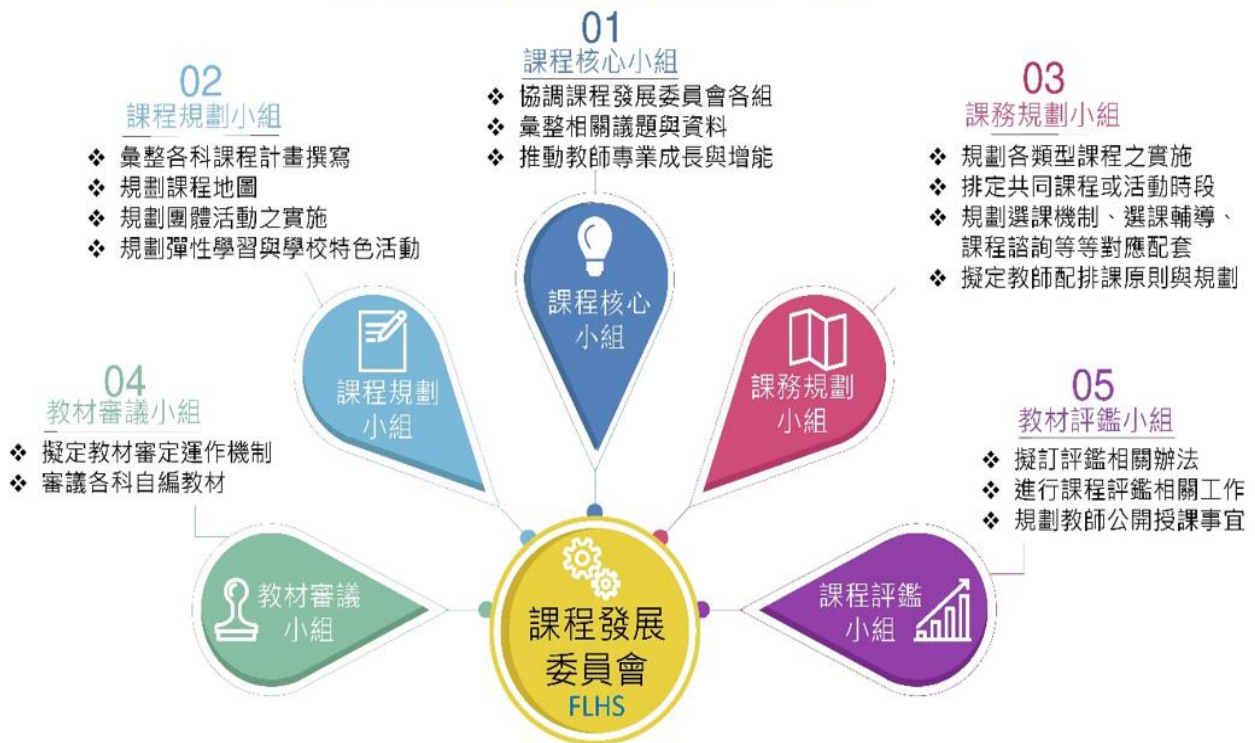 01
課程核心小組
❖ 協調課程發展委員會各組
❖ 彙整相關議題與資料
❖ 推動教師專業成長與增能
02
課程規劃小組
❖ 彙整各科課程計畫撰寫
❖ 規劃課程地圖
❖ 規劃團體活動之實施
❖ 規劃彈性學習與學校特色活動
03
課務規劃小組
❖ 規劃各類型課程之實施
❖ 排定共同課程或活動時段
❖ 規劃選課機制、選課輔導、
課程諮詢等等對應配套
❖ 擬定教師配排課原則與規劃
04
教材審議小組
❖ 擬定教材審定運作機制
❖ 審議各科自編教材
05
教材評鑑小組
❖ 擬訂評鑑相關辦法
❖ 進行課程評鑑相關工作
❖ 規劃教師公開授課事宜
課程核心
小組
課程規劃
小組
課務規劃
小組
教材審議
小組
課程評鑑
小組
課程發展
委員會
FLHS